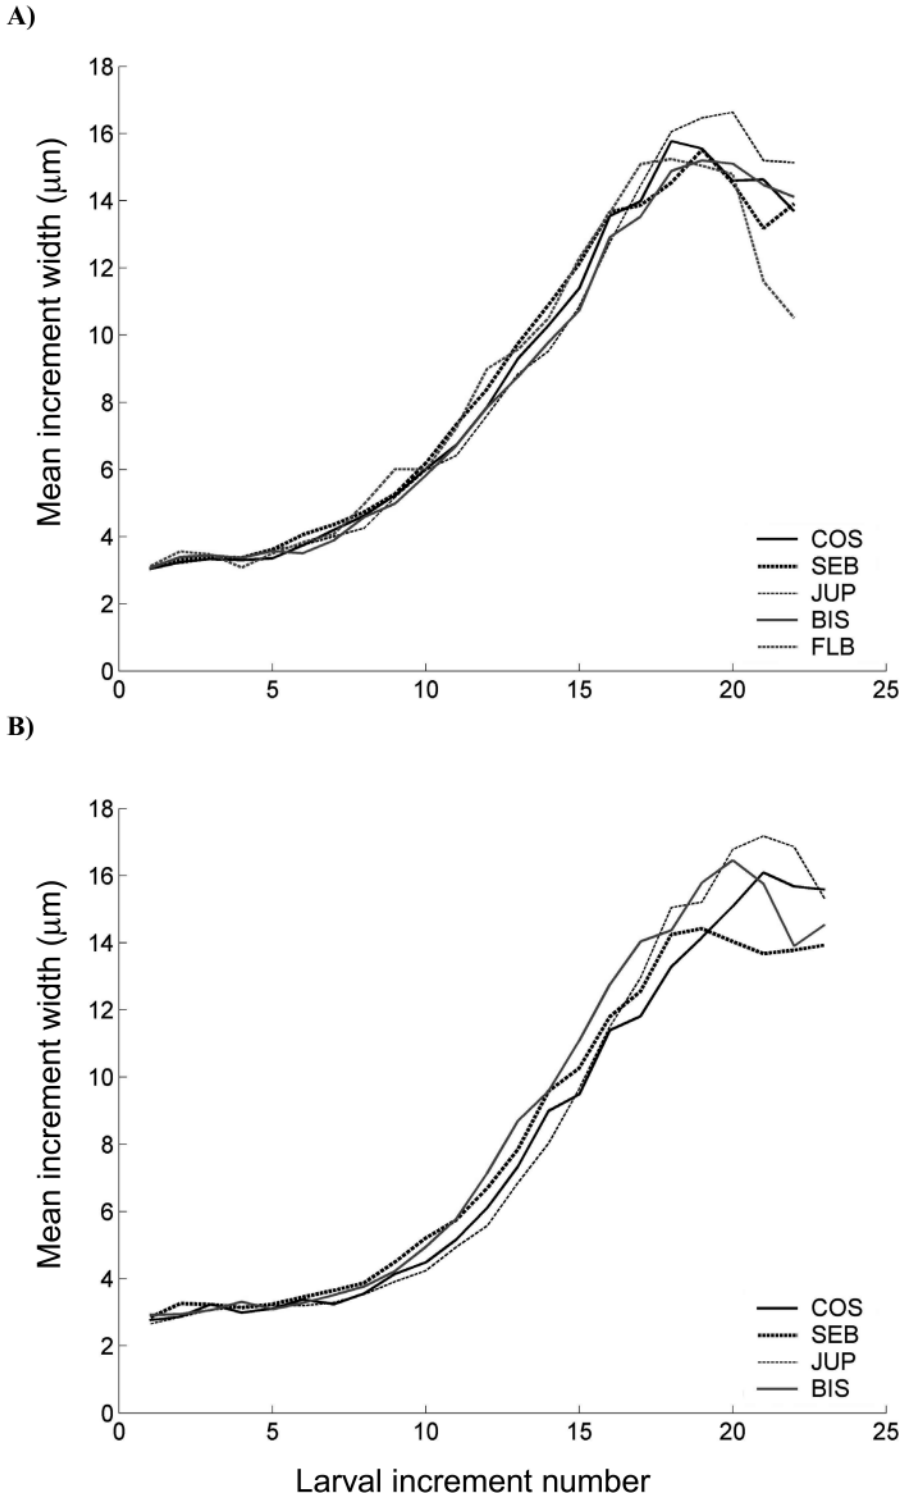 A)
18
16
14
12
10
8
6
4
2
0
Mean increment width (μm)
COS
SEB
JUP
BIS
FLB
0 5 10 15 20 25
B)
18
16
14
12
10
8
6
4
2
0
Mean increment width (μm)
COS
SEB
JUP
BIS
0 5 10 15 20 25
Larval increment number